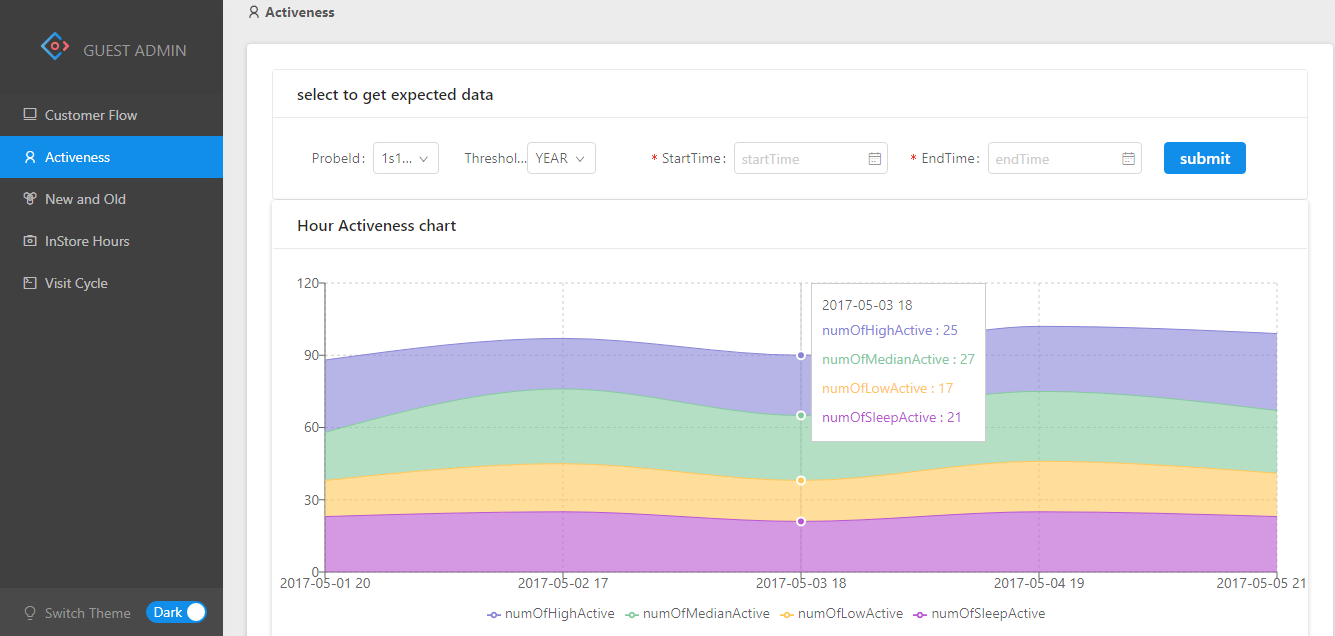 Activeness
GUEST ADMIN
Customer Flow
Activeness
New and Old
InStore Hours
Visit Cycle
Switch Theme Dark
select to get expected data
ProbeId: 1s1... Threshol... YEAR * StartTime: startTime * EndTime: endTime submit
Hour Activeness chart
120
90
60
30
0
2017-05-03 18
numOfHighActive : 25
numOfMedianActive : 27
numOfLowActive : 17
numOfSleepActive : 21
2017-05-01 20 2017-05-02 17 2017-05-03 18 2017-05-04 19 2017-05-05 21
numOfHighActive numOfMedianActive numOfLowActive numOfSleepActive